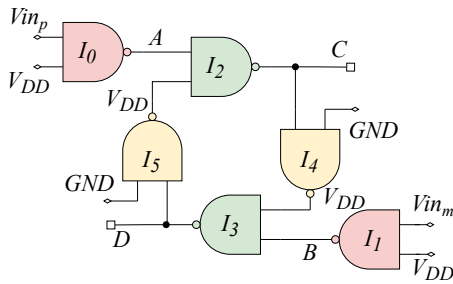 Vin_p
A
C
I_0
I_2
V_DD
V_DD
GND
I_4
I_5
GND
V_DD
Vin_m
I_3
D
B
I_1
V_DD